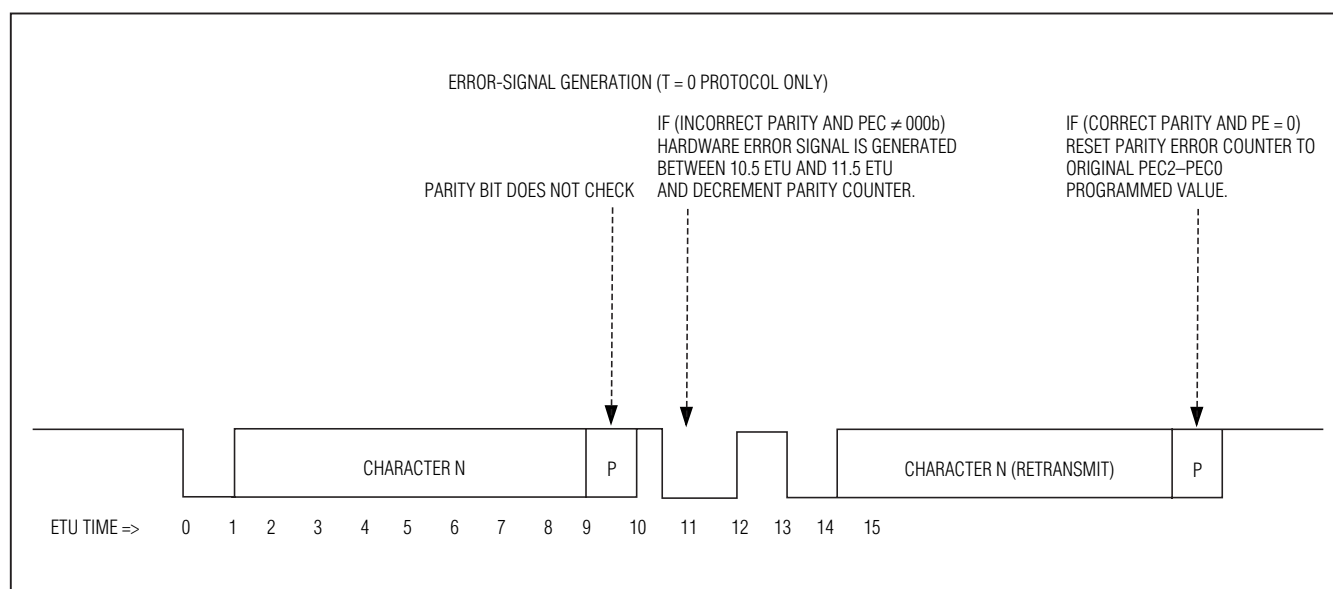 ERROR-SIGNAL GENERATION (T = 0 PROTOCOL ONLY)
PARITY BIT DOES NOT CHECK
IF (INCORRECT PARITY AND PEC ≠ 000b)
HARDWARE ERROR SIGNAL IS GENERATED
BETWEEN 10.5 ETU AND 11.5 ETU
AND DECREMENT PARITY COUNTER.
IF (CORRECT PARITY AND PE = 0)
RESET PARITY ERROR COUNTER TO
ORIGINAL PEC2–PEC0
PROGRAMMED VALUE.
CHARACTER N
P
CHARACTER N (RETRANSMIT)
P
ETU TIME => 0 1 2 3 4 5 6 7 8 9 10 11 12 13 14 15